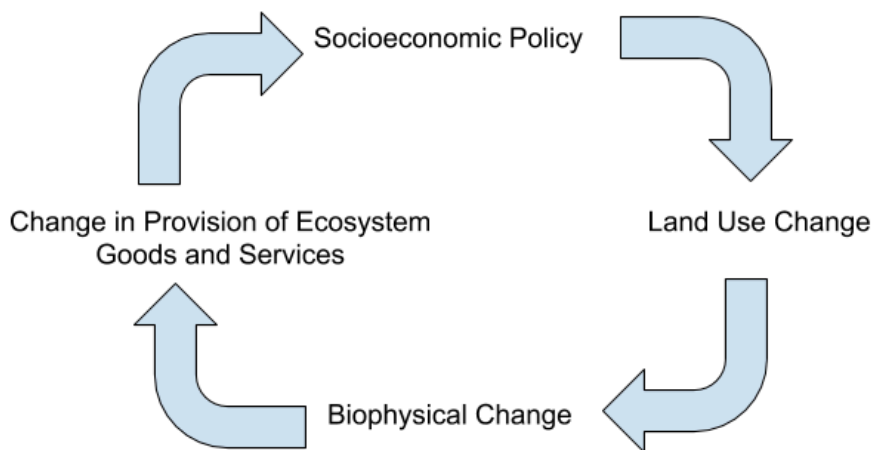 Socioeconomic Policy
Change in Provision of Ecosystem
Goods and Services
Land Use Change
Biophysical Change